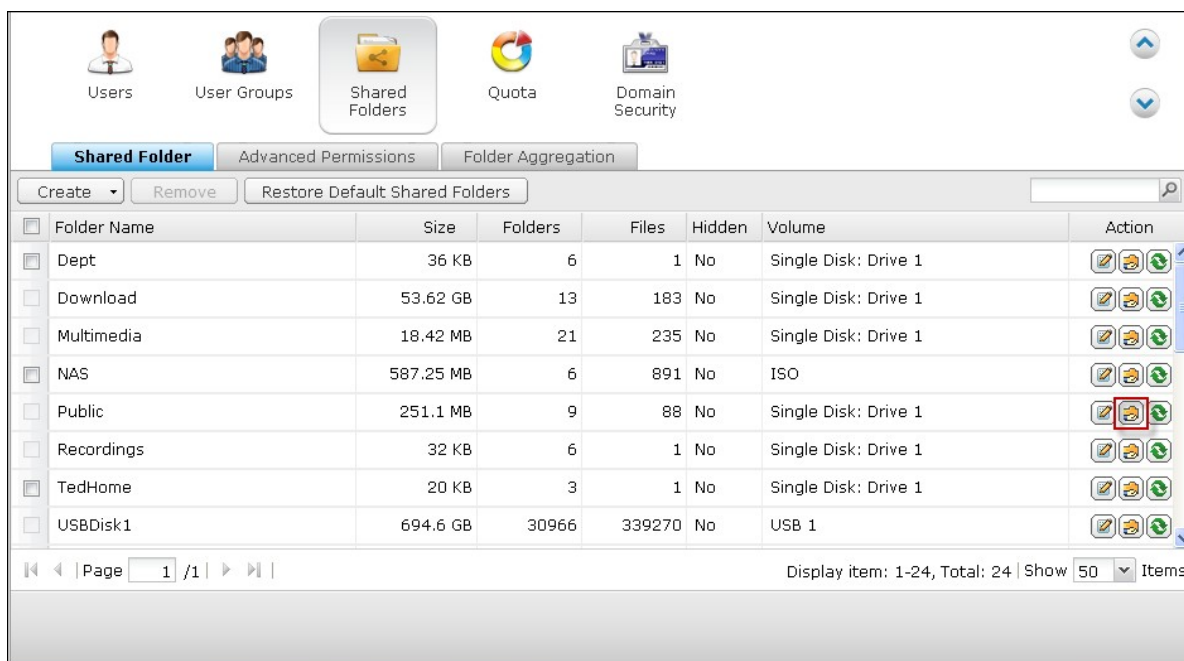 Users
User Groups
Shared Folders
Quota
Domain Security
Shared Folder Advanced Permissions Folder Aggregation
Create Remove Restore Default Shared Folders
Folder Name Size Folders Files Hidden Volume Action
Dept 36 KB 6 1 No Single Disk: Drive 1
Download 53.62 GB 13 183 No Single Disk: Drive 1
Multimedia 18.42 MB 21 235 No Single Disk: Drive 1
NAS 587.25 MB 6 891 No ISO
Public 251.1 MB 9 88 No Single Disk: Drive 1
Recordings 32 KB 6 1 No Single Disk: Drive 1
TedHome 20 KB 3 1 No Single Disk: Drive 1
USBDisk1 694.6 GB 30966 339270 No USB 1
Page 1 /1 Display item: 1-24, Total: 24 | Show 50 Items